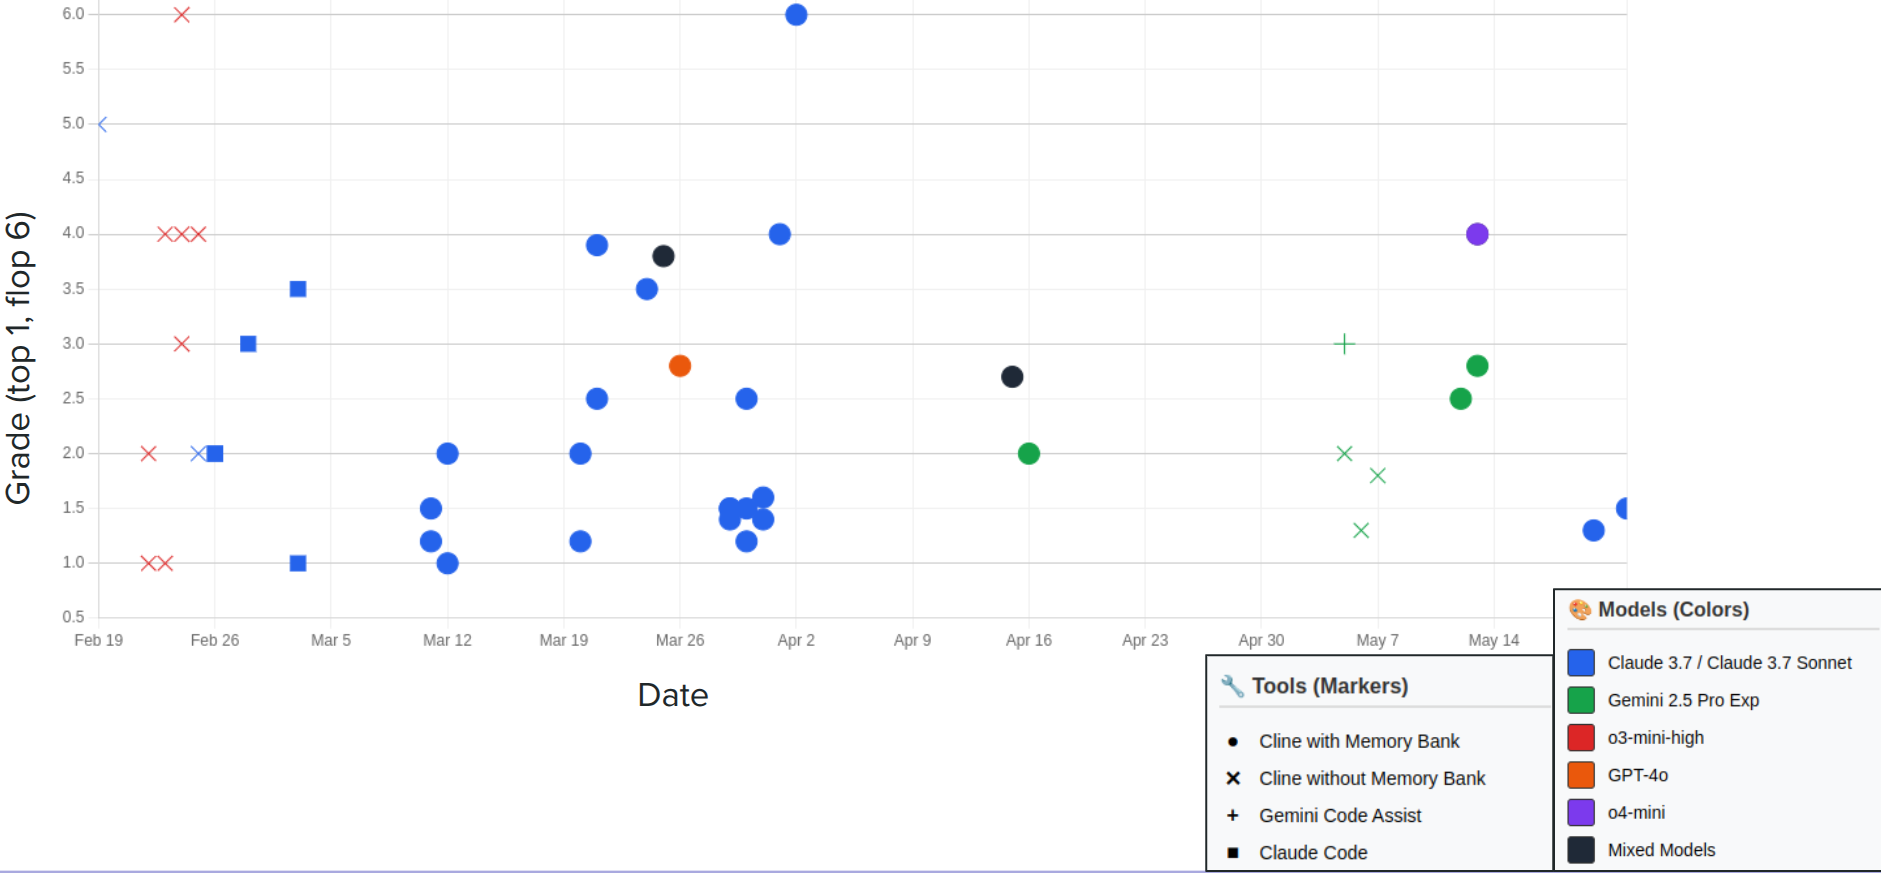 6.0
5.5
5.0
4.5
4.0
3.5
3.0
2.5
2.0
1.5
1.0
0.5
Grade (top 1, flop 6)
Feb 19 Feb 26 Mar 5 Mar 12 Mar 19 Mar 26 Apr 2 Apr 9 Apr 16 Apr 23 Apr 30 May 7 May 14
Date
🔧 Tools (Markers)
● Cline with Memory Bank
✕ Cline without Memory Bank
+ Gemini Code Assist
■ Claude Code
🎨 Models (Colors)
Claude 3.7 / Claude 3.7 Sonnet
Gemini 2.5 Pro Exp
o3-mini-high
GPT-4o
o4-mini
Mixed Models